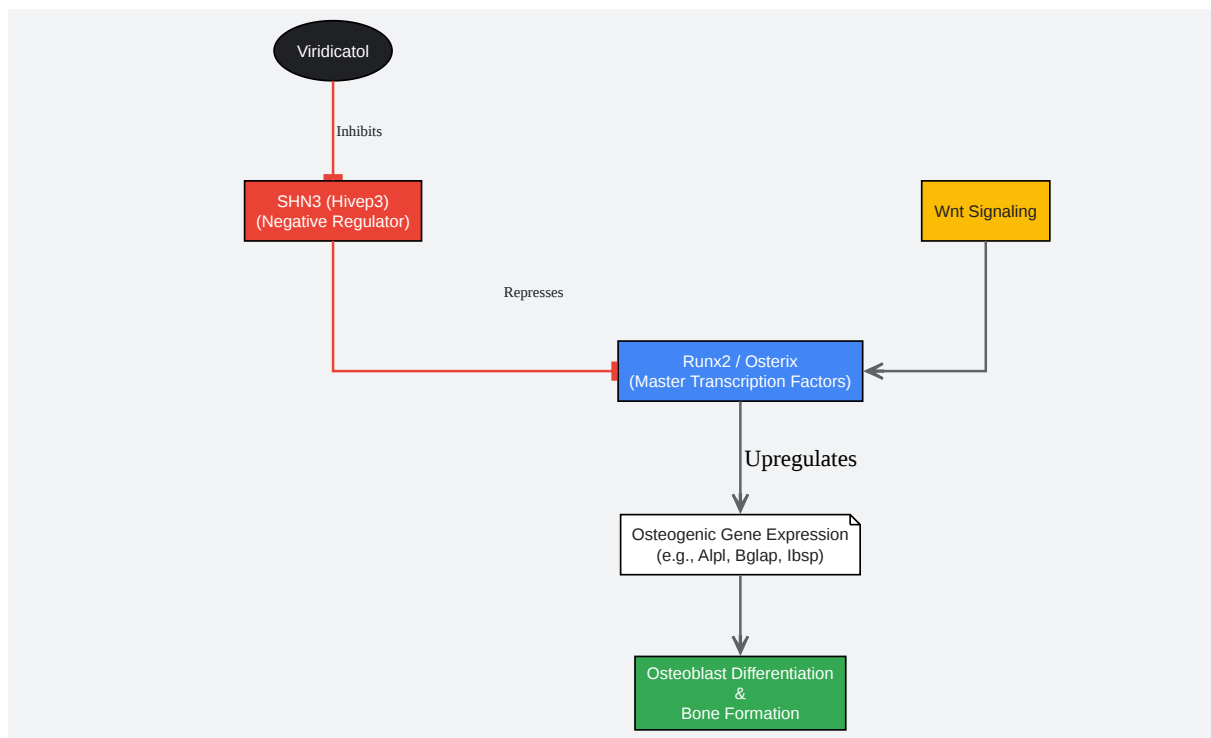 Viridicatol
Inhibits
SHN3 (Hivep3)
(Negative Regulator)
Wnt Signaling
Represses
Runx2 / Osterix
(Master Transcription Factors)
Upregulates
Osteogenic Gene Expression
(e.g., Alpl, Bglap, Ibsp)
Osteoblast Differentiation
&
Bone Formation